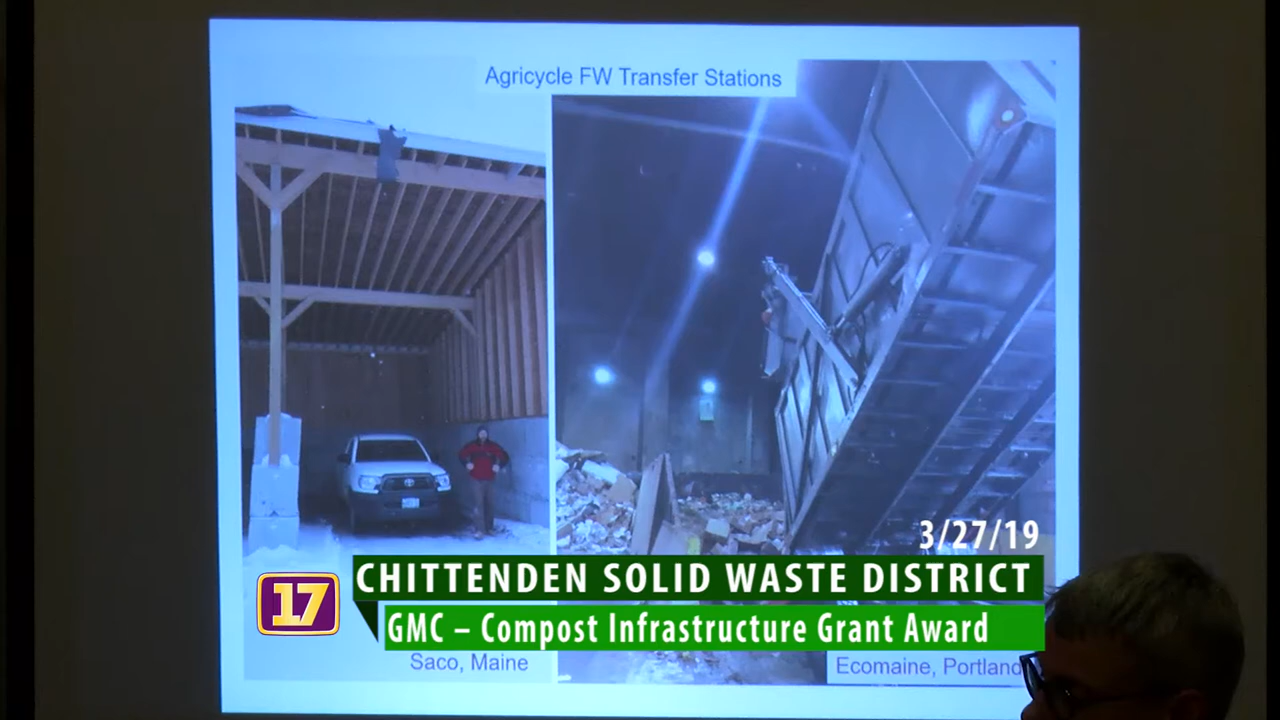 Agricycle FW Transfer Stations
3/27/19
17
CHITTENDEN SOLID WASTE DISTRICT
GMC – Compost Infrastructure Grant Award
Saco, Maine
Ecomaine, Portland